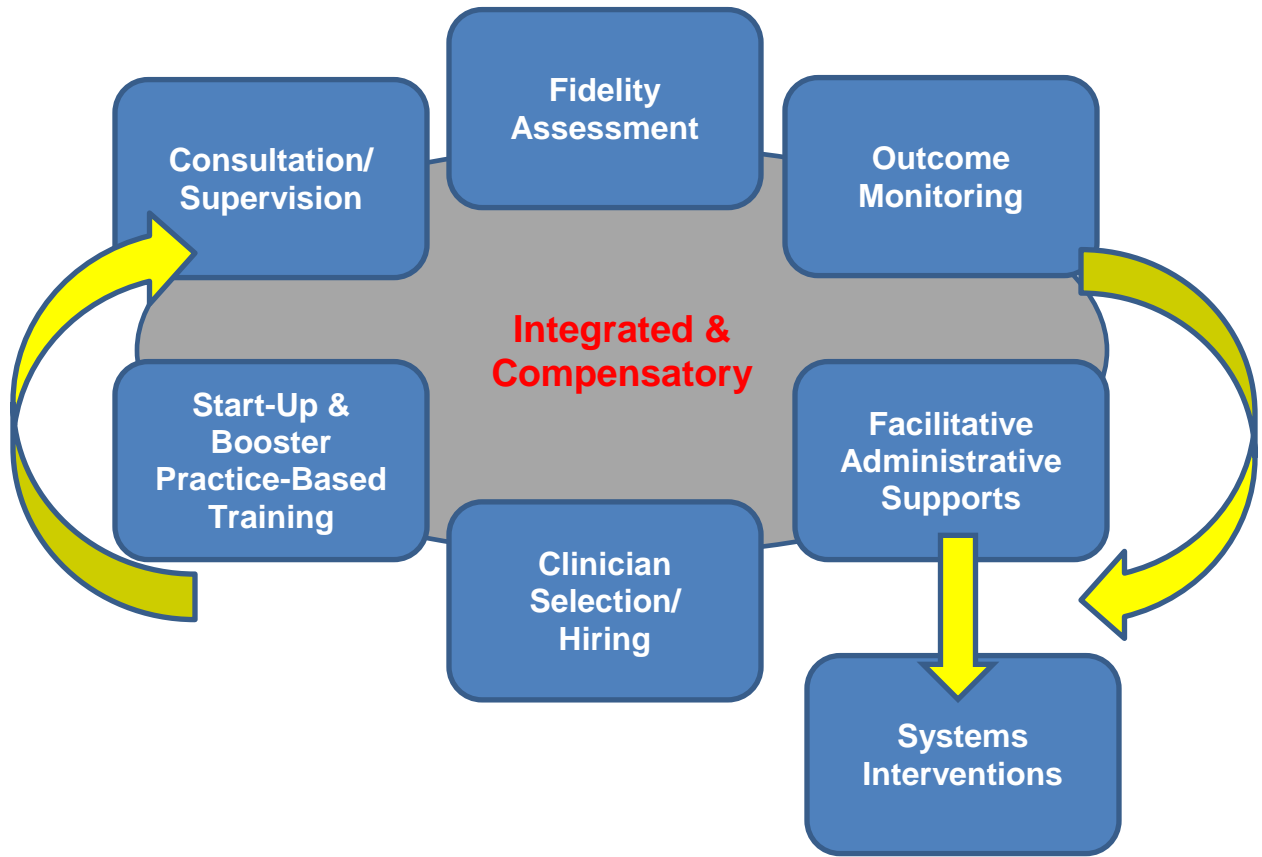 Fidelity
Assessment
Consultation/
Supervision
Outcome
Monitoring
Integrated &
Compensatory
Start-Up &
Booster
Practice-Based
Training
Facilitative
Administrative
Supports
Clinician
Selection/
Hiring
Systems
Interventions